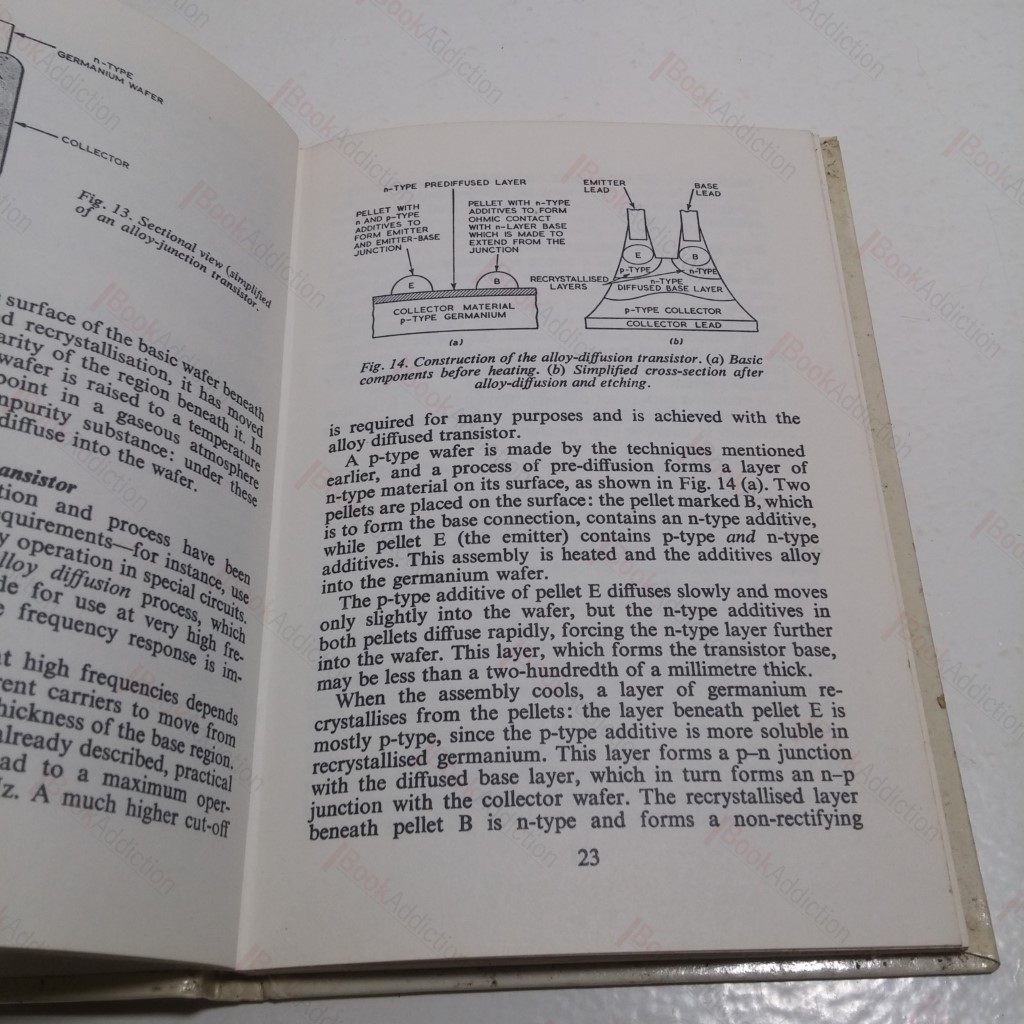 n-TYPE
GERMANIUM WAFER
COLLECTOR
Fig. 13. Sectional view (simplified
of an alloy-junction transistor.
surface of the basic wafer beneath
d recrystallisation, it has moved
arity of the region beneath it. In
wafer is raised to a temperature
point in a gaseous atmosphere
mpurity substance: under these
diffuse into the wafer.
ansistor
tion and process have been
equirements—for instance, use
y operation in special circuits.
lloy diffusion process, which
de for use at very high fre-
e frequency response is im-
at high frequencies depends
rent carriers to move from
hickness of the base region.
already described, practical
ad to a maximum oper-
Iz. A much higher cut-off
n-TYPE PREDIFFUSED LAYER
PELLET WITH
n AND p-TYPE
ADDITIVES TO
FORM EMITTER
AND EMITTER-BASE
JUNCTION
PELLET WITH n-TYPE
ADDITIVES TO FORM
OHMIC CONTACT
WITH n-LAYER BASE
WHICH IS MADE TO
EXTEND FROM THE
JUNCTION
E
B
COLLECTOR MATERIAL
p-TYPE GERMANIUM
(a)
EMITTER
LEAD
BASE
LEAD
E
B
p-TYPE
n-TYPE
RECRYSTALLISED
LAYERS
n-TYPE
DIFFUSED BASE LAYER
p-TYPE COLLECTOR
COLLECTOR LEAD
(b)
Fig. 14. Construction of the alloy-diffusion transistor. (a) Basic
components before heating. (b) Simplified cross-section after
alloy-diffusion and etching.
is required for many purposes and is achieved with the
alloy diffused transistor.
A p-type wafer is made by the techniques mentioned
earlier, and a process of pre-diffusion forms a layer of
n-type material on its surface, as shown in Fig. 14 (a). Two
pellets are placed on the surface: the pellet marked B, which
is to form the base connection, contains an n-type additive,
while pellet E (the emitter) contains p-type and n-type
additives. This assembly is heated and the additives alloy
into the germanium wafer.
The p-type additive of pellet E diffuses slowly and moves
only slightly into the wafer, but the n-type additives in
both pellets diffuse rapidly, forcing the n-type layer further
into the wafer. This layer, which forms the transistor base,
may be less than a two-hundredth of a millimetre thick.
When the assembly cools, a layer of germanium re-
crystallises from the pellets: the layer beneath pellet E is
mostly p-type, since the p-type additive is more soluble in
recrystallised germanium. This layer forms a p–n junction
with the diffused base layer, which in turn forms an n–p
junction with the collector wafer. The recrystallised layer
beneath pellet B is n-type and forms a non-rectifying
23
BookAddiction